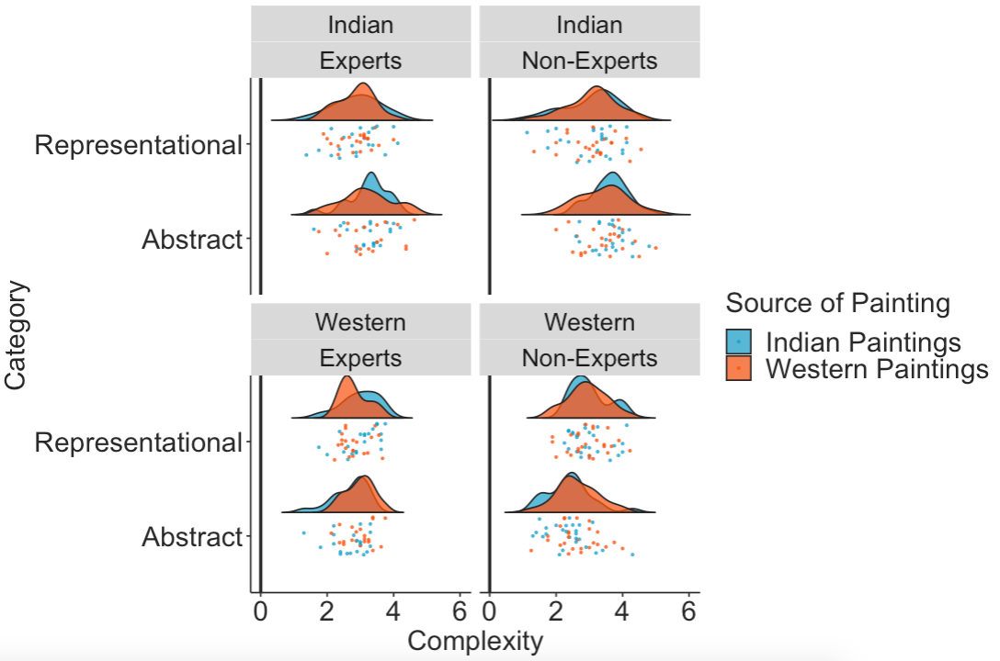 Indian
Indian
Experts
Non-Experts
Representational
Abstract
Western
Western
Experts
Non-Experts
Representational
Abstract
Category
0 2 4 6 0 2 4 6
Complexity
Source of Painting
Indian Paintings
Western Paintings